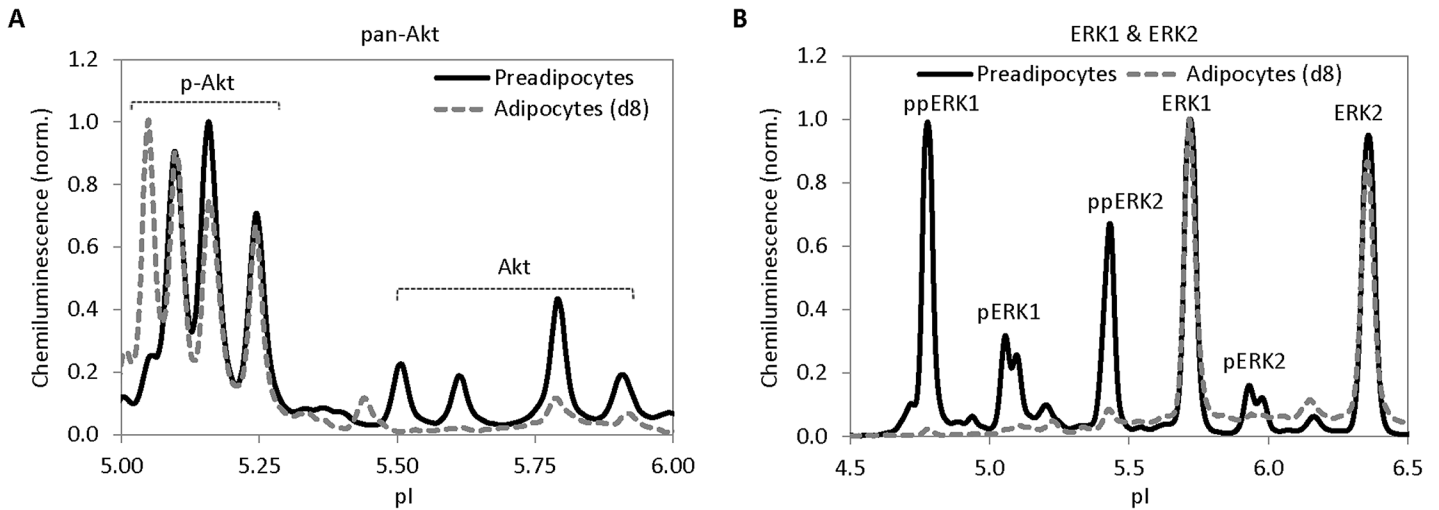 A
pan-Akt
Chemiluminescence (norm.)
1.2
1.0
0.8
0.6
0.4
0.2
0.0
p-Akt
Preadipocytes
Adipocytes (d8)
Akt
5.00 5.25 5.50 5.75 6.00
pI
B
ERK1 & ERK2
Chemiluminescence (norm.)
1.2
1.0
0.8
0.6
0.4
0.2
0.0
Preadipocytes Adipocytes (d8)
ppERK1
ERK1
ERK2
ppERK2
pERK1
pERK2
4.5 5.0 5.5 6.0 6.5
pI